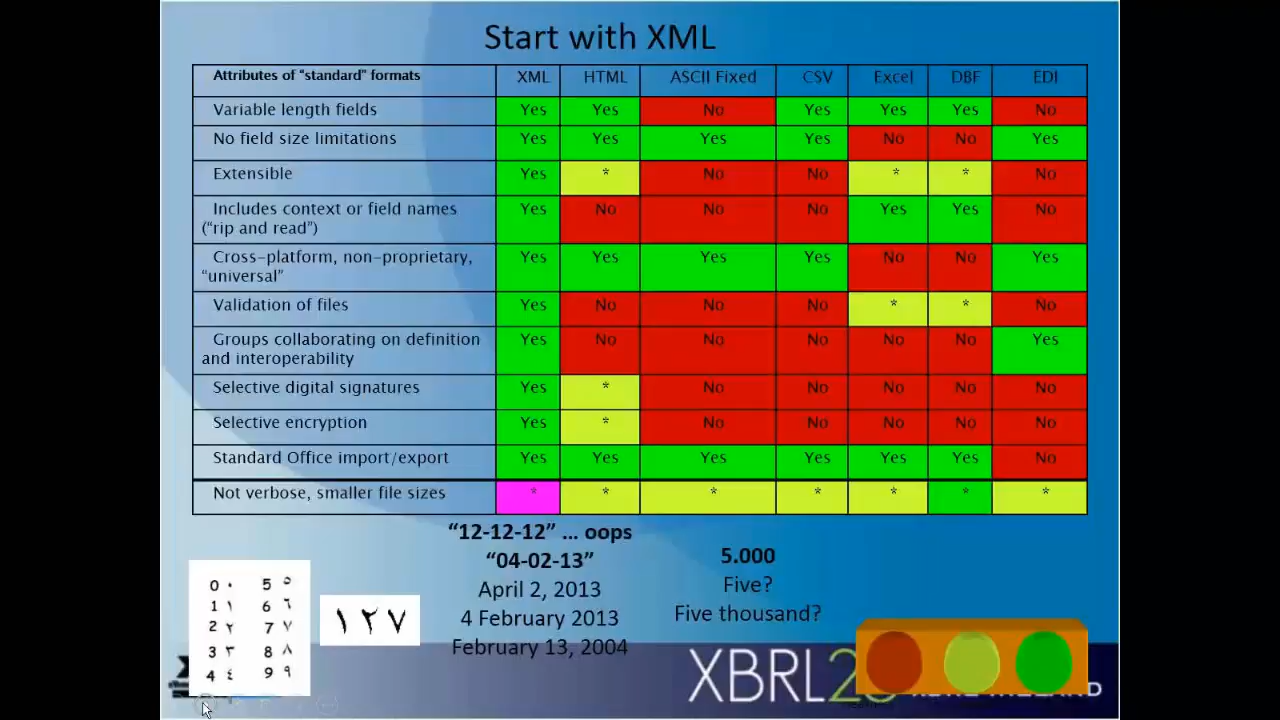 Start with XML
Attributes of “standard” formats XML HTML ASCII Fixed CSV Excel DBF EDI
Variable length fields Yes Yes No Yes Yes Yes No
No field size limitations Yes Yes Yes Yes No No Yes
Extensible Yes * No No * * No
Includes context or field names
(“rip and read”) Yes No No No Yes Yes No
Cross-platform, non-proprietary,
“universal” Yes Yes Yes Yes No No Yes
Validation of files Yes No No No * * No
Groups collaborating on definition
and interoperability Yes No No No No No Yes
Selective digital signatures Yes * No No No No No
Selective encryption Yes * No No No No No
Standard Office import/export Yes Yes Yes Yes Yes Yes No
Not verbose, smaller file sizes * * * * * * *
“12-12-12” ... oops
“04-02-13”
April 2, 2013
4 February 2013
February 13, 2004
5.000
Five?
Five thousand?
0 ٠ 5 ٥
1 ١ 6 ٦
2 ٢ 7 ٧
3 ٣ 8 ٨
4 ٤ 9 ٩
١٢٧
XBRL2